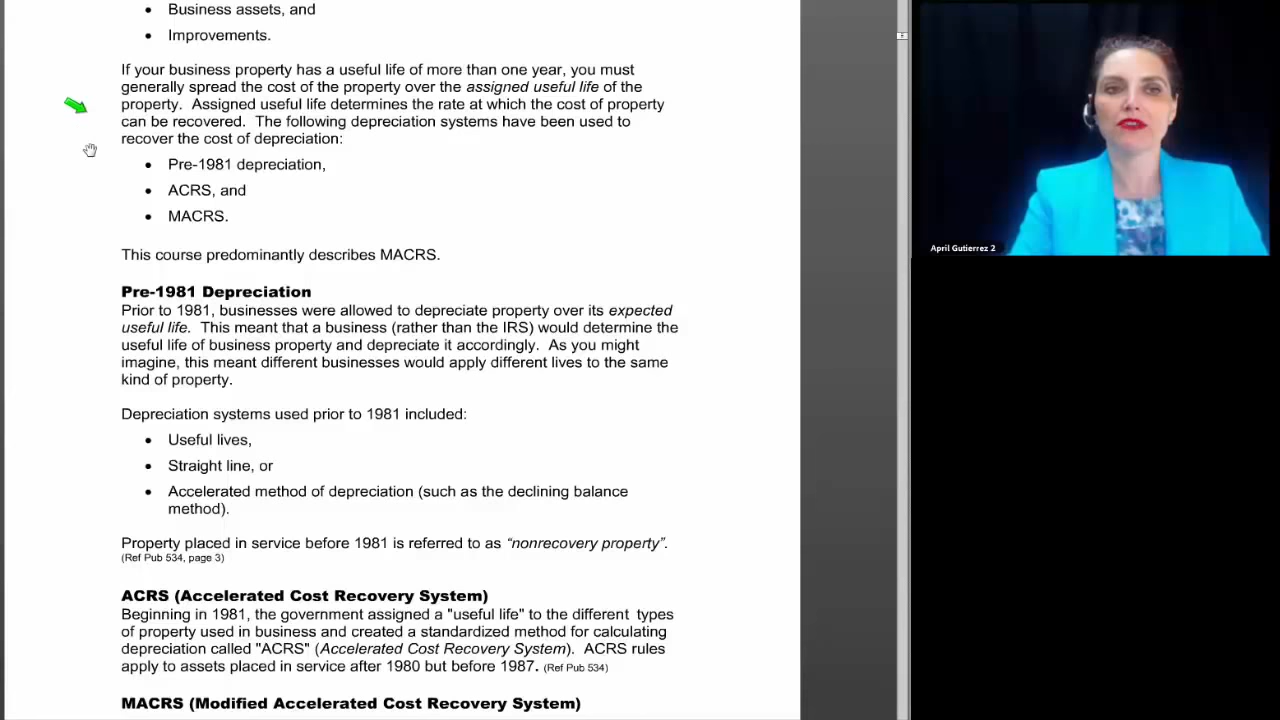 • Business assets, and
• Improvements.
If your business property has a useful life of more than one year, you must
generally spread the cost of the property over the assigned useful life of the
property. Assigned useful life determines the rate at which the cost of property
can be recovered. The following depreciation systems have been used to
recover the cost of depreciation:
• Pre-1981 depreciation,
• ACRS, and
• MACRS.
This course predominantly describes MACRS.
Pre-1981 Depreciation
Prior to 1981, businesses were allowed to depreciate property over its expected
useful life. This meant that a business (rather than the IRS) would determine the
useful life of business property and depreciate it accordingly. As you might
imagine, this meant different businesses would apply different lives to the same
kind of property.
Depreciation systems used prior to 1981 included:
• Useful lives,
• Straight line, or
• Accelerated method of depreciation (such as the declining balance
method).
Property placed in service before 1981 is referred to as “nonrecovery property”.
(Ref Pub 534, page 3)
ACRS (Accelerated Cost Recovery System)
Beginning in 1981, the government assigned a "useful life" to the different types
of property used in business and created a standardized method for calculating
depreciation called "ACRS" (Accelerated Cost Recovery System). ACRS rules
apply to assets placed in service after 1980 but before 1987. (Ref Pub 534)
MACRS (Modified Accelerated Cost Recovery System)
April Gutierrez 2